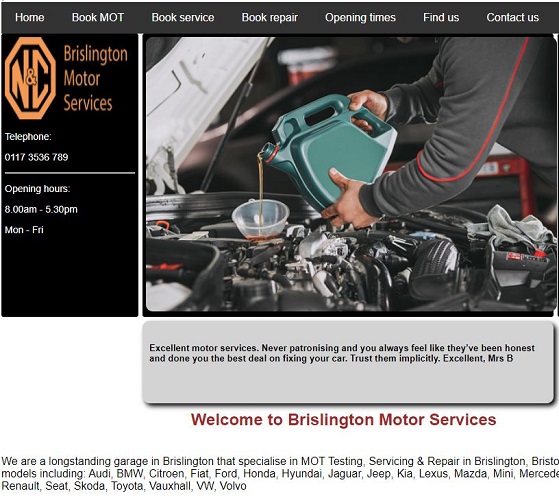 Home Book MOT Book service Book repair Opening times Find us Contact us
N&C
Brislington
Motor
Services
Telephone:
0117 3536 789
Opening hours:
8.00am - 5.30pm
Mon - Fri
Excellent motor services. Never patronising and you always feel like they've been honest
and done you the best deal on fixing your car. Trust them implicitly. Excellent, Mrs B
Welcome to Brislington Motor Services
We are a longstanding garage in Brislington that specialise in MOT Testing, Servicing & Repair in Brislington, Bristo
models including: Audi, BMW, Citroen, Fiat, Ford, Honda, Hyundai, Jaguar, Jeep, Kia, Lexus, Mazda, Mini, Mercede
Renault, Seat, Skoda, Toyota, Vauxhall, VW, Volvo